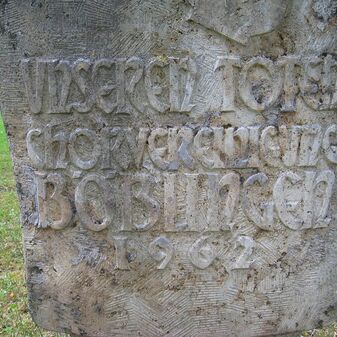 UNSEREN TOTEN
CHORVEREINIGUNG
BÖBLINGEN
1962